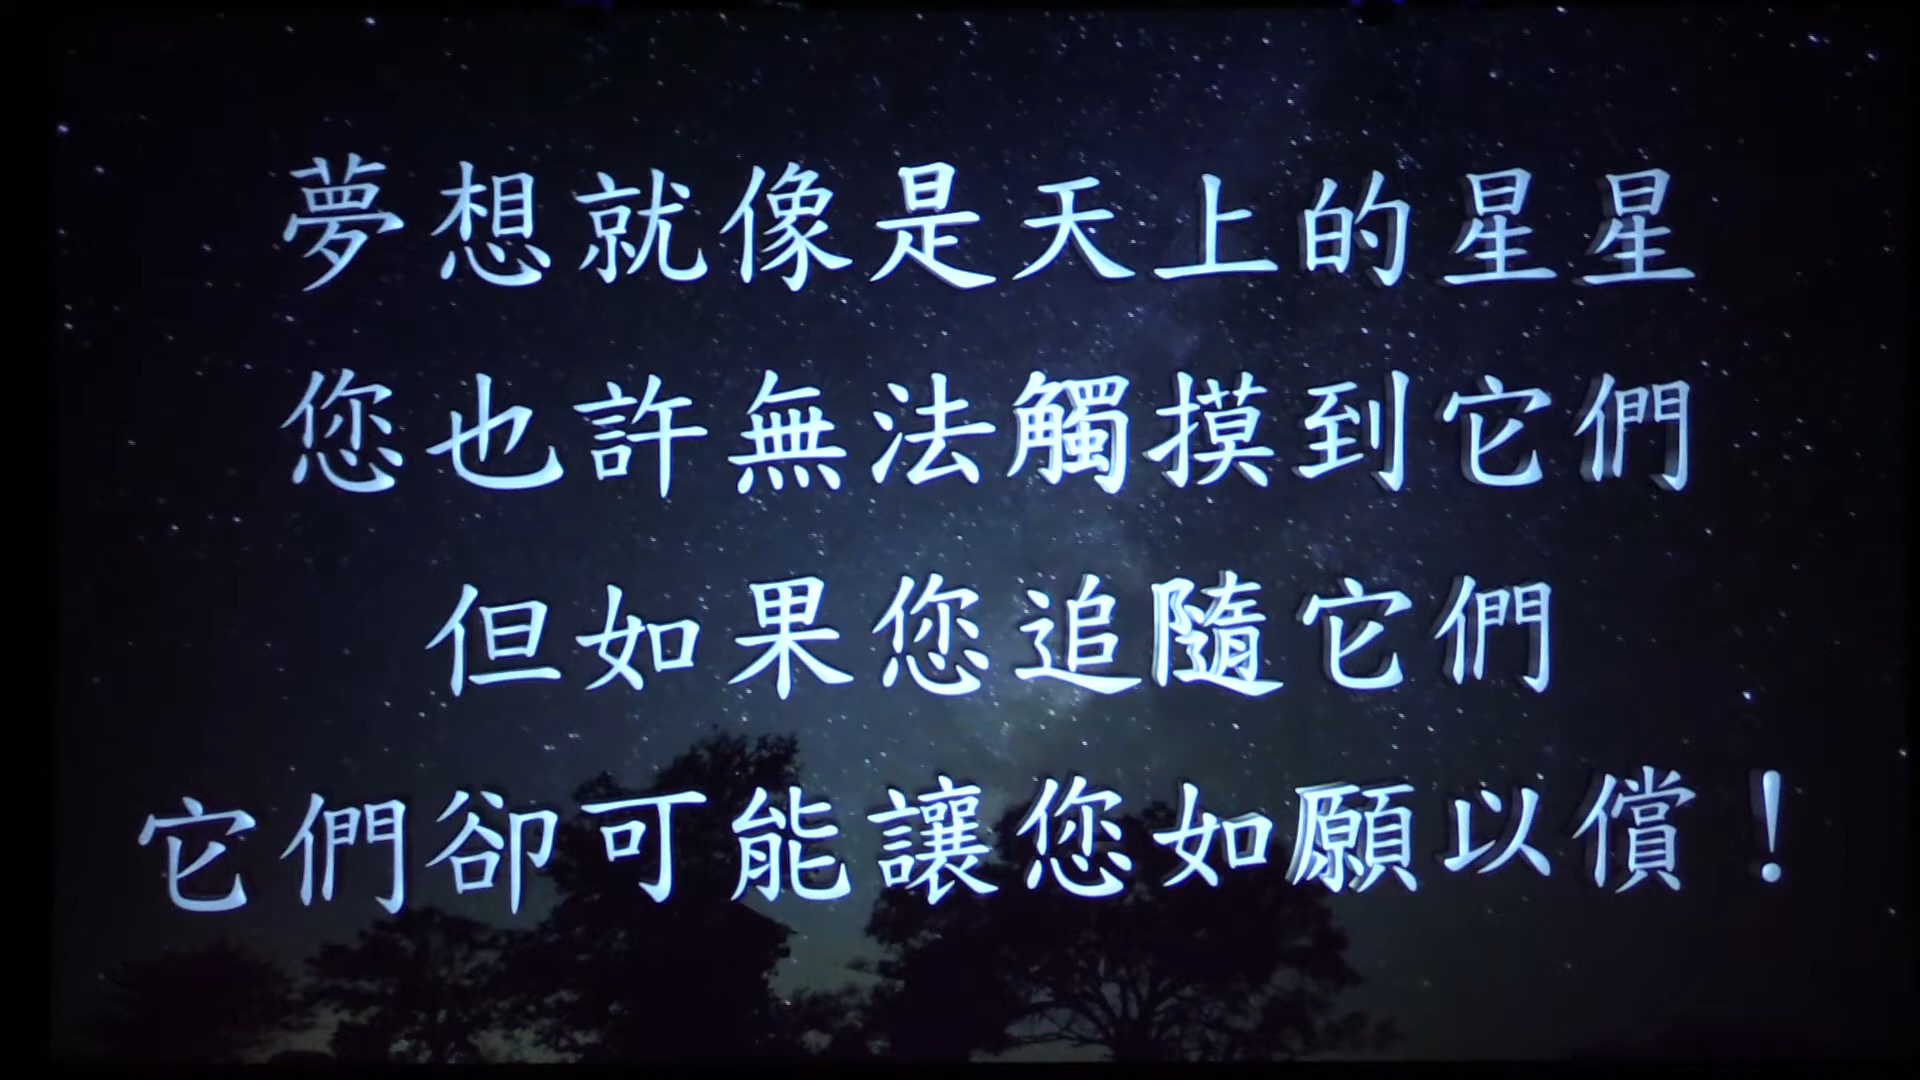 夢想就像是天上的星星
您也許無法觸摸到它們
但如果您追隨它們
它們卻可能讓您如願以償！